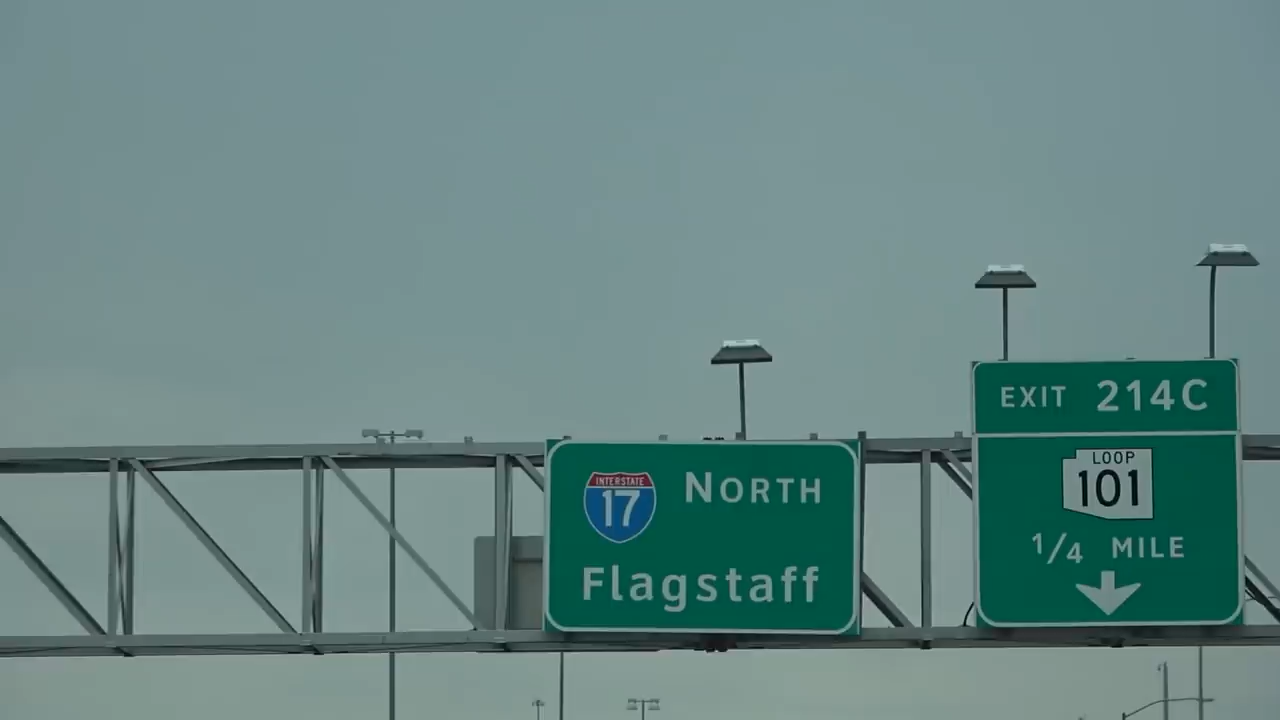 INTERSTATE
17
NORTH
Flagstaff
EXIT 214C
LOOP
101
1/4 MILE